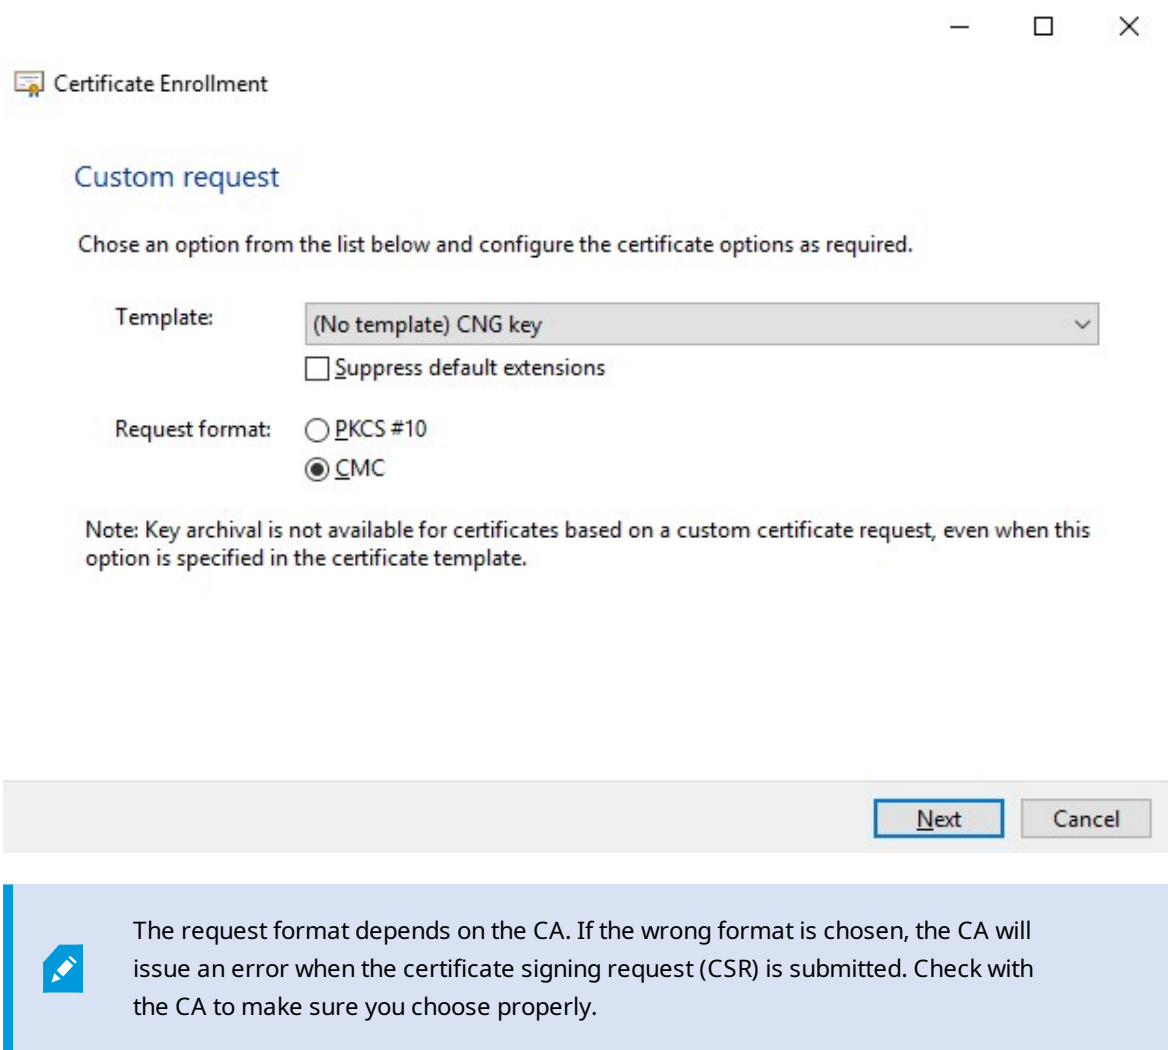 Certificate Enrollment
Custom request
Chose an option from the list below and configure the certificate options as required.
Template:
(No template) CNG key
Suppress default extensions
Request format:
PKCS #10
CMC
Note: Key archival is not available for certificates based on a custom certificate request, even when this
option is specified in the certificate template.
Next
Cancel
The request format depends on the CA. If the wrong format is chosen, the CA will
issue an error when the certificate signing request (CSR) is submitted. Check with
the CA to make sure you choose properly.